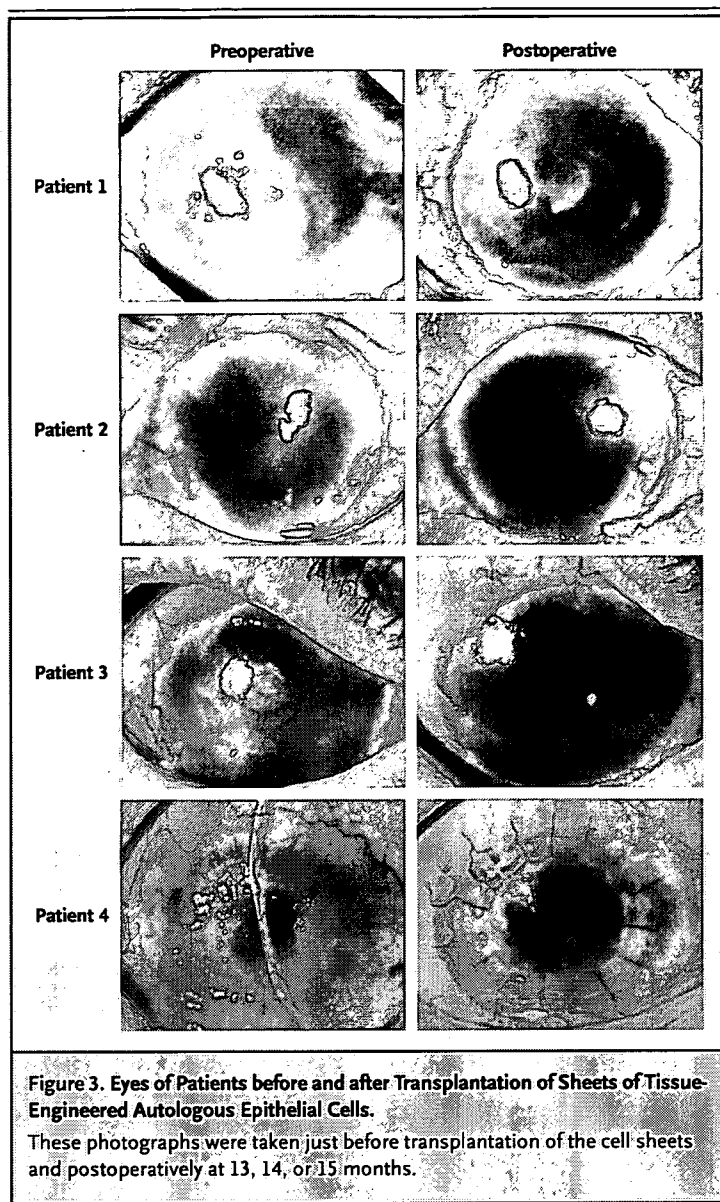 Preoperative Postoperative
Patient 1
Patient 2
Patient 3
Patient 4
Figure 3. Eyes of Patients before and after Transplantation of Sheets of Tissue-
Engineered Autologous Epithelial Cells.
These photographs were taken just before transplantation of the cell sheets
and postoperatively at 13, 14, or 15 months.